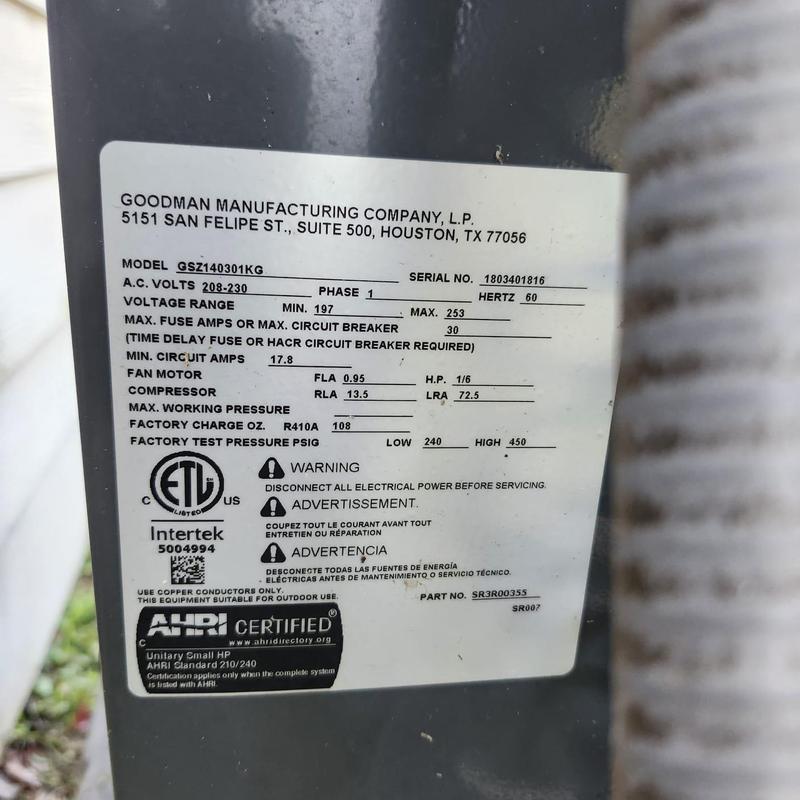 GOODMAN MANUFACTURING COMPANY, L.P.
5151 SAN FELIPE ST., SUITE 500, HOUSTON, TX 77056
MODEL GSZ140301KG SERIAL NO. 1803401816
A.C. VOLTS 208-230 PHASE 1 HERTZ 60
VOLTAGE RANGE MIN. 197 MAX. 253
MAX. FUSE AMPS OR MAX. CIRCUIT BREAKER 30
(TIME DELAY FUSE OR HACR CIRCUIT BREAKER REQUIRED)
MIN. CIRCUIT AMPS 17.8
FAN MOTOR FLA 0.95 H.P. 1/6
COMPRESSOR RLA 13.5 LRA 72.5
MAX. WORKING PRESSURE
FACTORY CHARGE OZ. R410A 108
FACTORY TEST PRESSURE PSIG LOW 240 HIGH 450
C ETL US
LISTED
Intertek
5004994
WARNING
DISCONNECT ALL ELECTRICAL POWER BEFORE SERVICING.
ADVERTISSEMENT.
COUPEZ TOUT LE COURANT AVANT TOUT
ENTRETIEN OU RÉPARATION
ADVERTENCIA
DESCONECTE TODAS LAS FUENTES DE ENERGÍA
ELÉCTRICAS ANTES DE MANTENIMIENTO O SERVICIO TÉCNICO.
USE COPPER CONDUCTORS ONLY.
THIS EQUIPMENT SUITABLE FOR OUTDOOR USE.
PART NO. SR3R00355
SR007
AHRI CERTIFIED®
C www.ahridirectory.org
Unitary Small HP
AHRI Standard 210/240
Certification applies only when the complete system
is listed with AHRI.